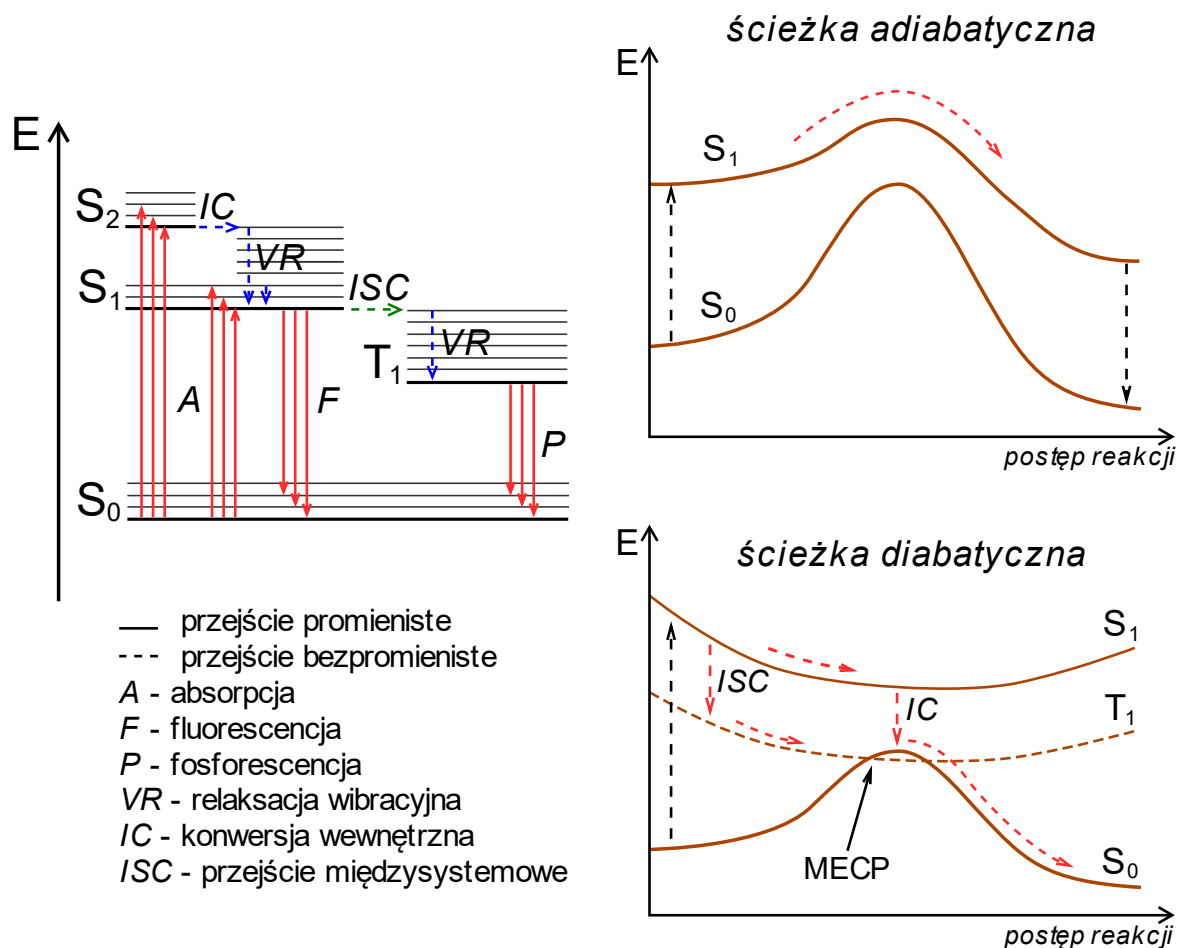 E
S2
IC
VR
S1
ISC
T1
VR
A
F
P
S0
przejście promieniste
przejście bezpromieniste
A - absorpcja
F - fluorescencja
P - fosforescencja
VR - relaksacja wibracyjna
IC - konwersja wewnętrzna
ISC - przejście międzysystemowe
ścieżka adiabatyczna
E
S1
S0
postęp reakcji
ścieżka diabatyczna
E
S1
ISC
IC
T1
MECP
S0
postęp reakcji